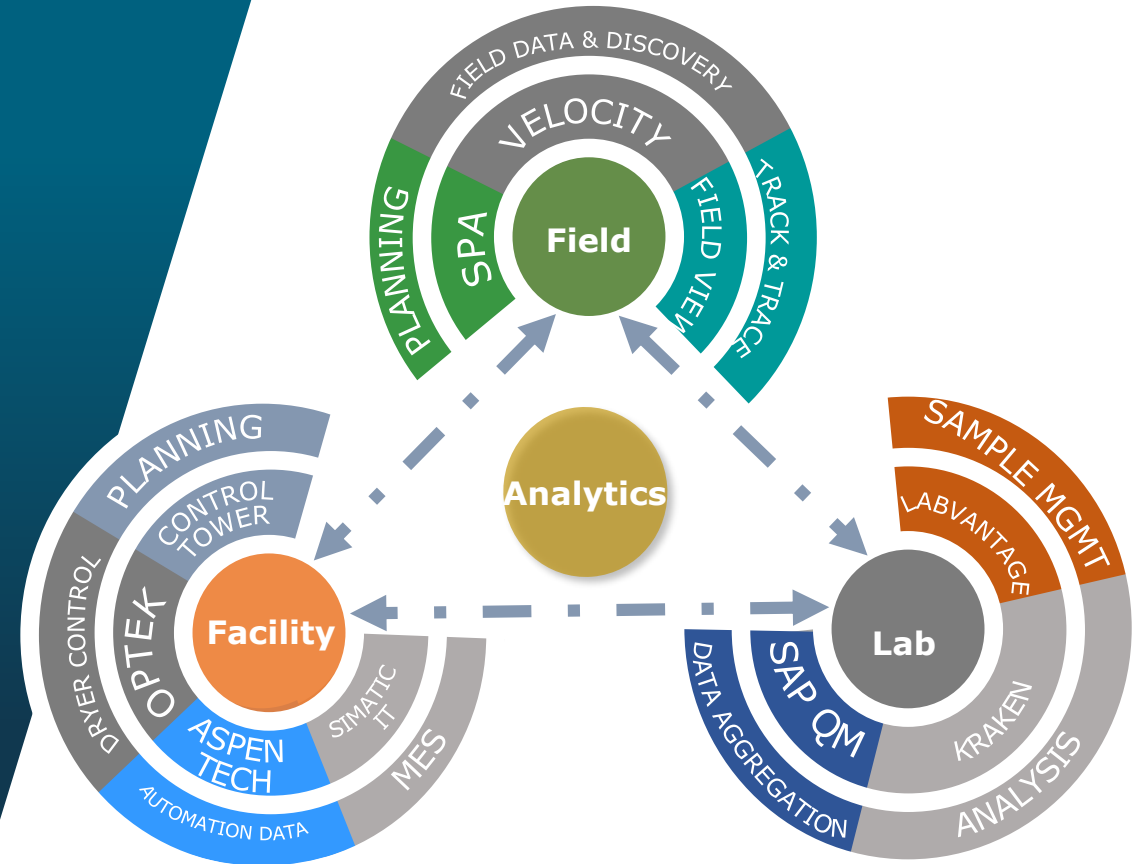 FIELD DATA & DISCOVERY
VELOCITY
PLANNING
SPA
Field
FIELD VIEW
TRACK & TRACE
Analytics
PLANNING
CONTROL
TOWER
DRYER CONTROL
OPTEK
Facility
ASPEN
TECH
AUTOMATION DATA
SIMATIC
IT
MES
SAMPLE MGMT
LABVANTAGE
Lab
SAP QM
DATA AGGREGATION
KRAKEN
ANALYSIS